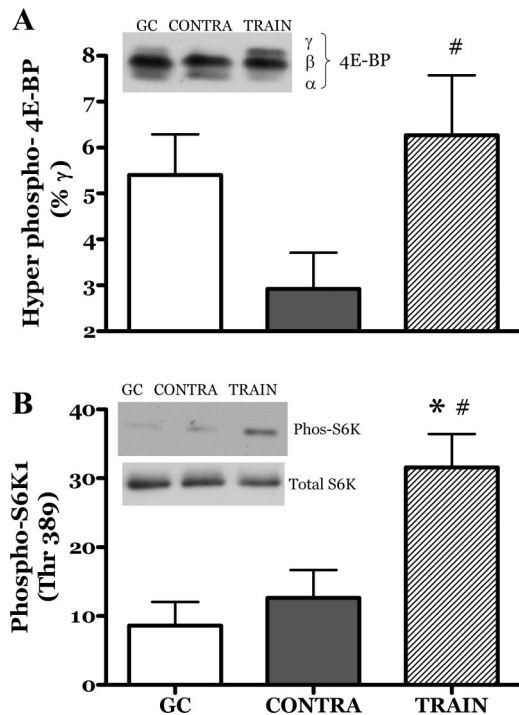 A
GC CONTRA TRAIN
γ
β
α
4E-BP
#
Hyper phospho- 4E-BP
(% γ)
8
7
6
5
4
3
2
B
GC CONTRA TRAIN
Phos-S6K
Total S6K
* #
Phospho-S6K1
(Thr 389)
40
30
20
10
0
GC CONTRA TRAIN